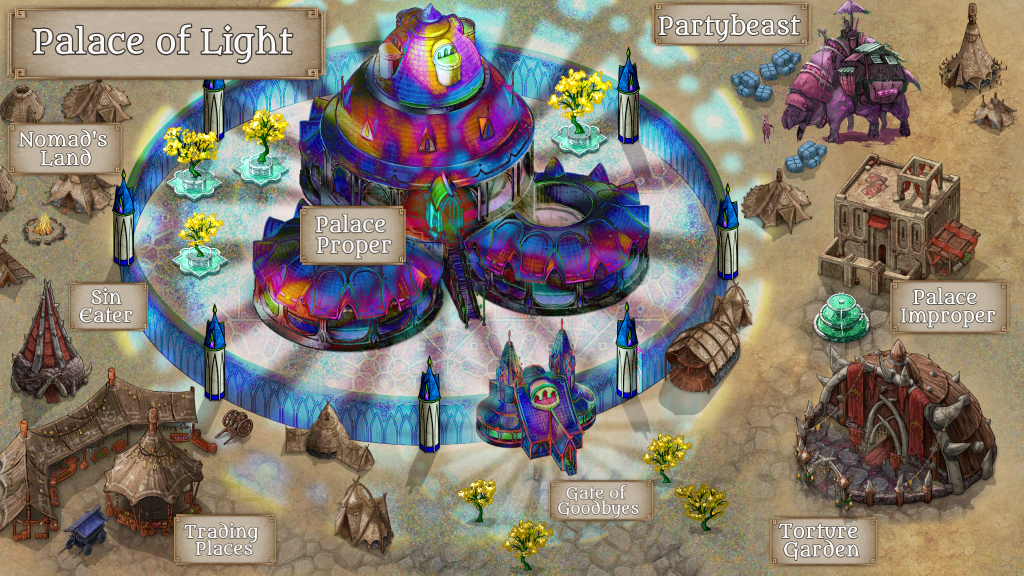 Palace of Light
Partybeast
Nomad's
Land
Palace
Proper
Sin
Eater
Palace
Improper
Gate of
Goodbyes
Trading
Places
Torture
Garden